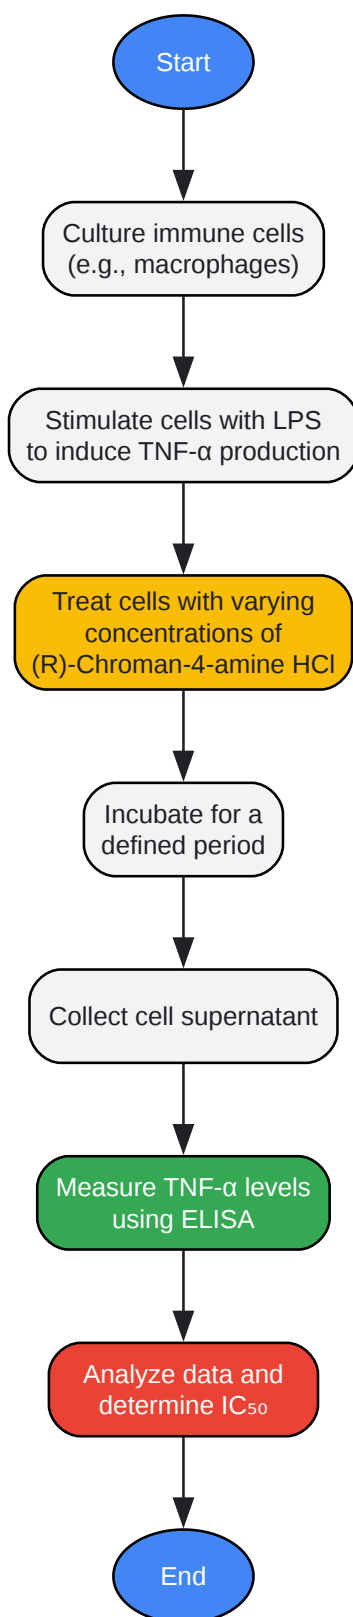 Start
Culture immune cells
(e.g., macrophages)
Stimulate cells with LPS
to induce TNF-α production
Treat cells with varying
concentrations of
(R)-Chroman-4-amine HCl
Incubate for a
defined period
Collect cell supernatant
Measure TNF-α levels
using ELISA
Analyze data and
determine IC₅₀
End